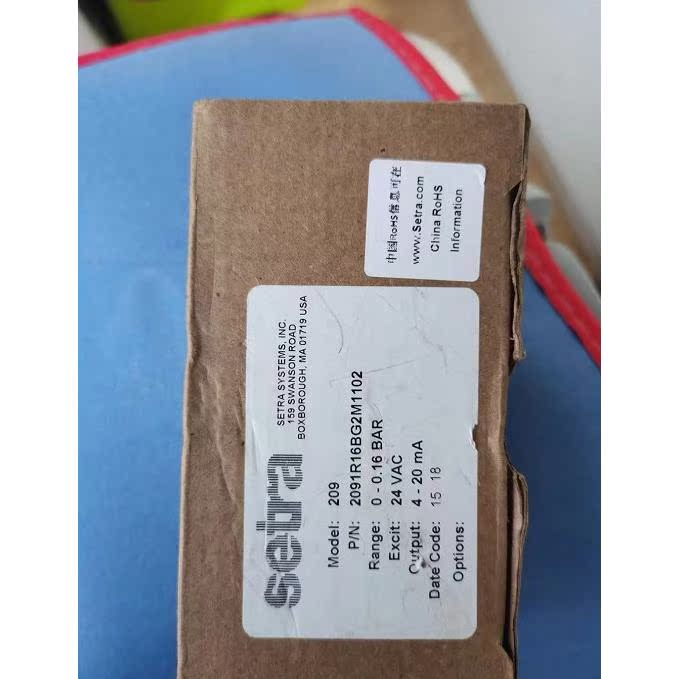 setra
SETRA SYSTEMS, INC.
159 SWANSON ROAD
BOXBOROUGH, MA 01719 USA
Model: 209
P/N: 2091R16BG2M1102
Range: 0 - 0.16 BAR
Excit: 24 VAC
Output: 4 - 20 mA
Date Code: 15 18
Options:
中国RoHS信息可在
www.Setra.com
China RoHS
Information